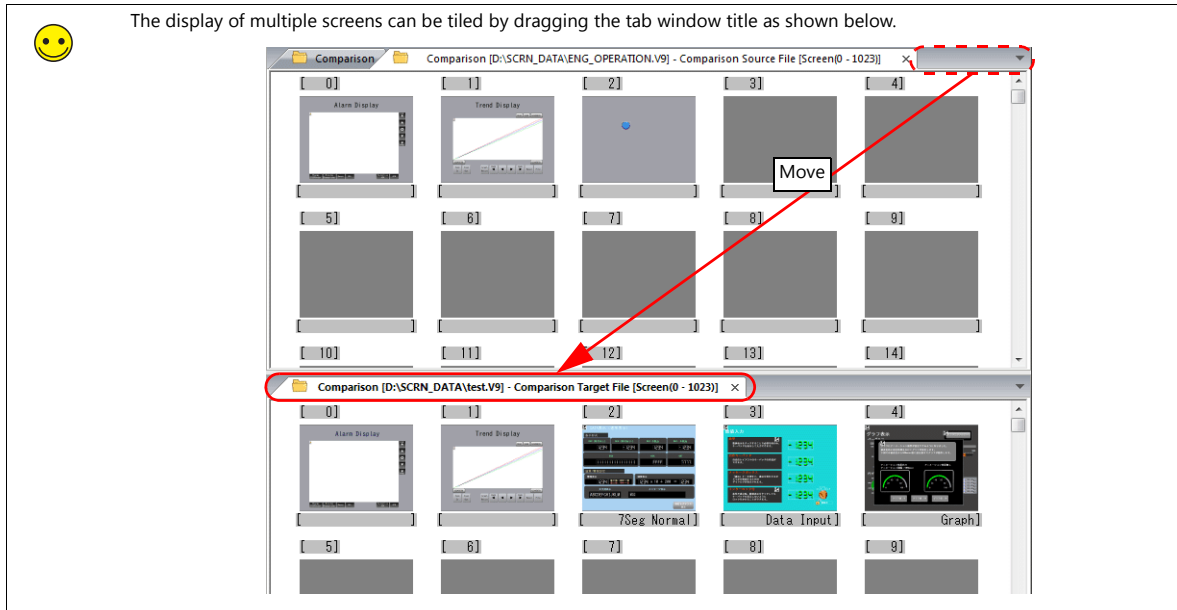 The display of multiple screens can be tiled by dragging the tab window title as shown below.
Comparison Comparison [D:\SCRN_DATA\ENG_OPERATION.V9] - Comparison Source File [Screen(0 - 1023)] ×
[ 0] [ 1] [ 2] [ 3] [ 4]
Alarm Display Trend Display
Move
[ ] [ ] [ ] [ ] [ ]
[ 5] [ 6] [ 7] [ 8] [ 9]
[ ] [ ] [ ] [ ] [ ]
[ 10] [ 11] [ 12] [ 13] [ 14]
Comparison [D:\SCRN_DATA\test.V9] - Comparison Target File [Screen(0 - 1023)] ×
[ 0] [ 1] [ 2] [ 3] [ 4]
Alarm Display Trend Display
[ ] [ ] [ 7Seg Normal] [ Data Input] [ Graph]
[ 5] [ 6] [ 7] [ 8] [ 9]